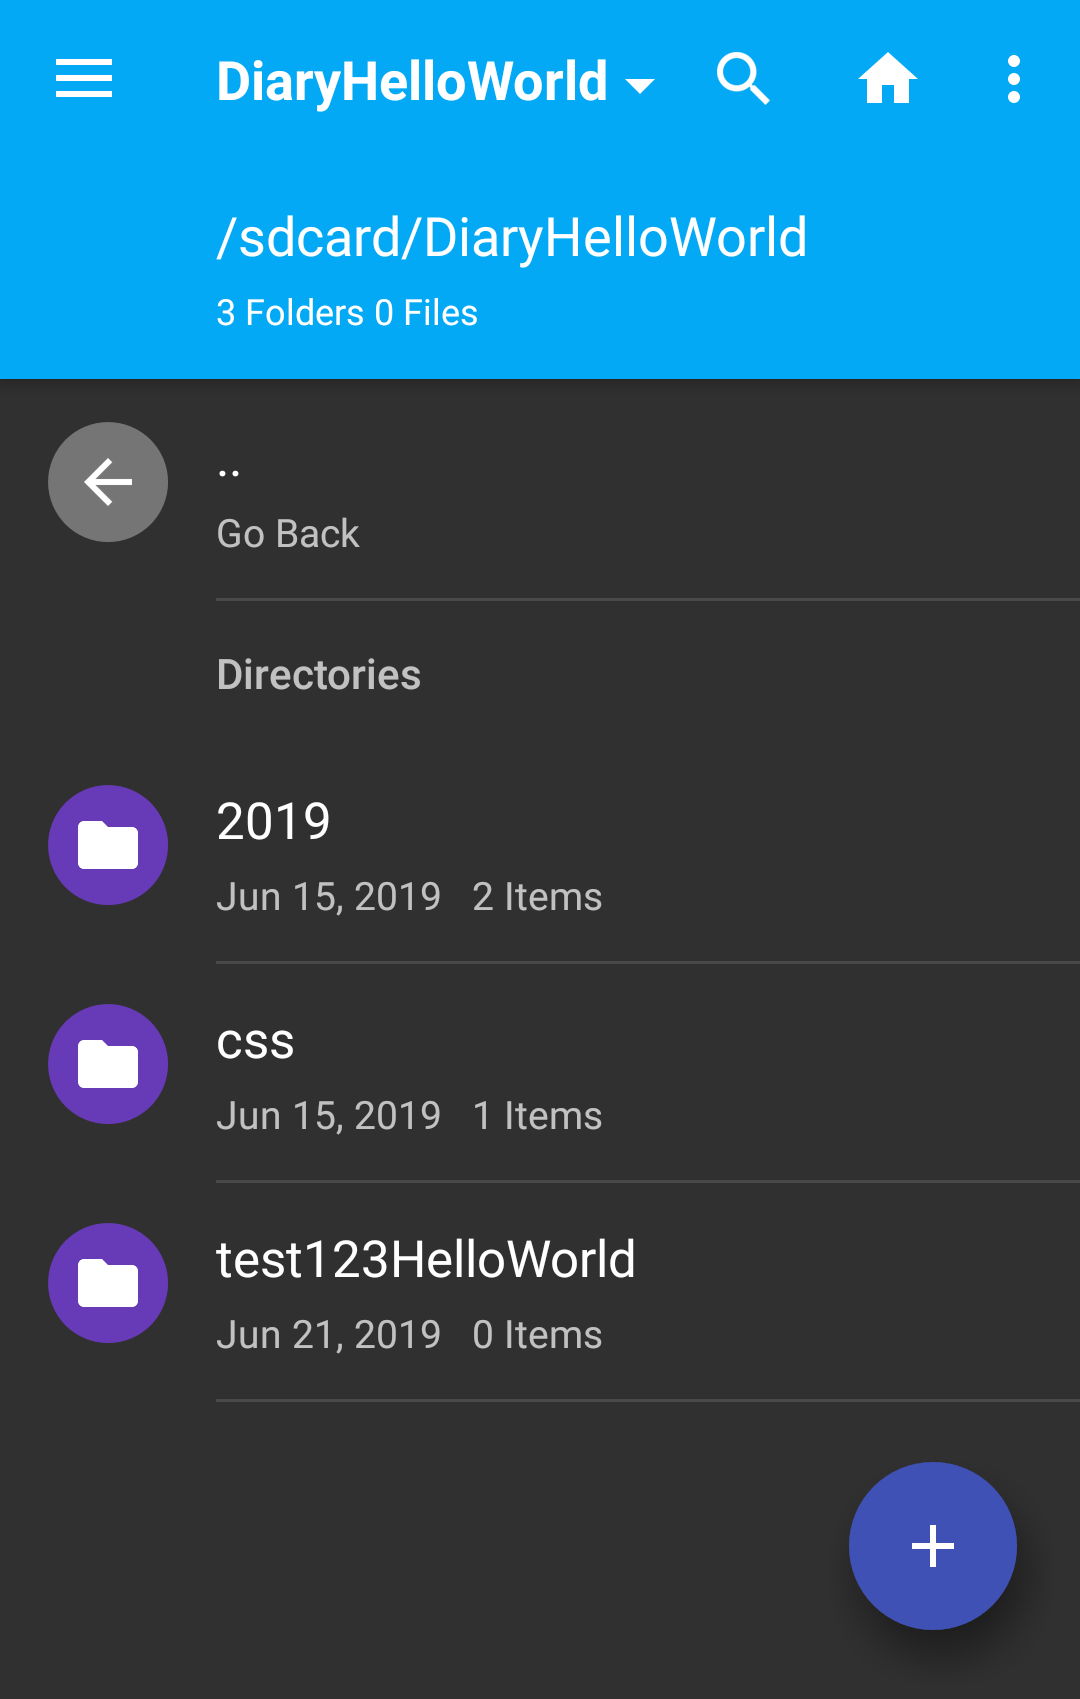 DiaryHelloWorld
/sdcard/DiaryHelloWorld
3 Folders 0 Files
..
Go Back
Directories
2019
Jun 15, 2019 2 Items
css
Jun 15, 2019 1 Items
test123HelloWorld
Jun 21, 2019 0 Items